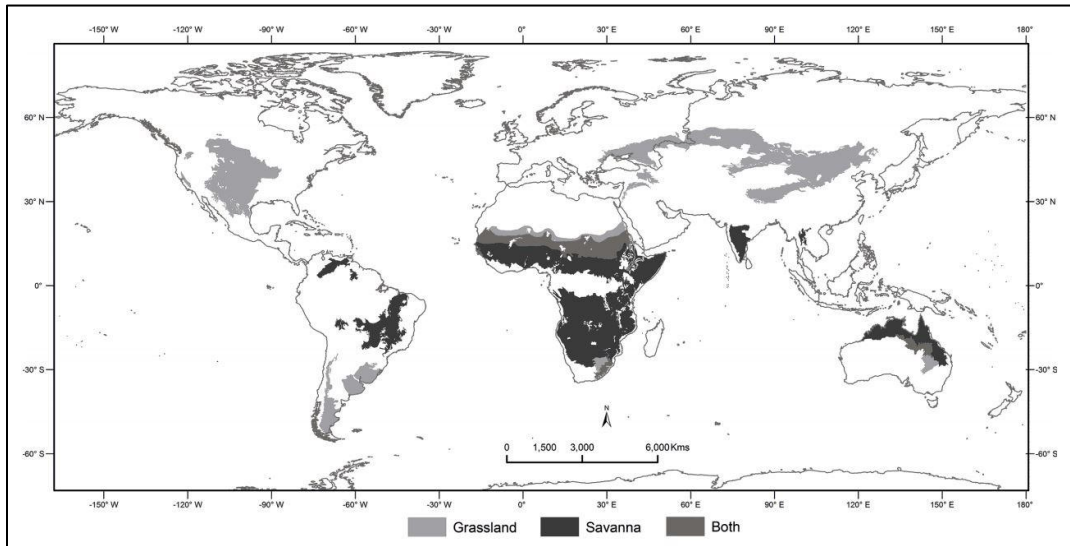 -150° W -120° W -90° W -60° W -30° W 0° 30° E 60° E 90° E 120° E 150° E 180°
60° N 60° N
30° N 30° N
0° 0°
-30° S -30° S
N
0 1,500 3,000 6,000 Kms
-60° S -60° S
-150° W -120° W -90° W -60° W -30° W 0° 30° E 60° E 90° E 120° E 150° E 180°
Grassland Savanna Both